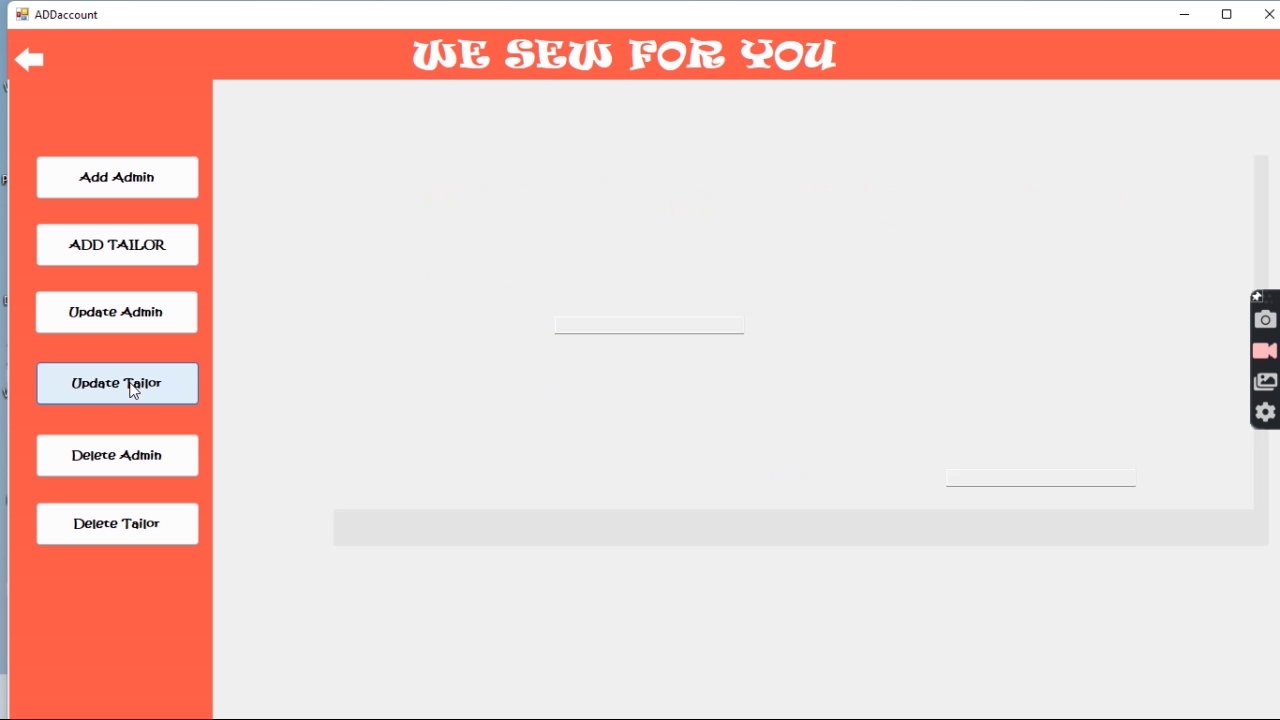 ADDaccount
WE SEW FOR YOU
Add Admin
ADD TAILOR
Update Admin
Update Tailor
Delete Admin
Delete Tailor